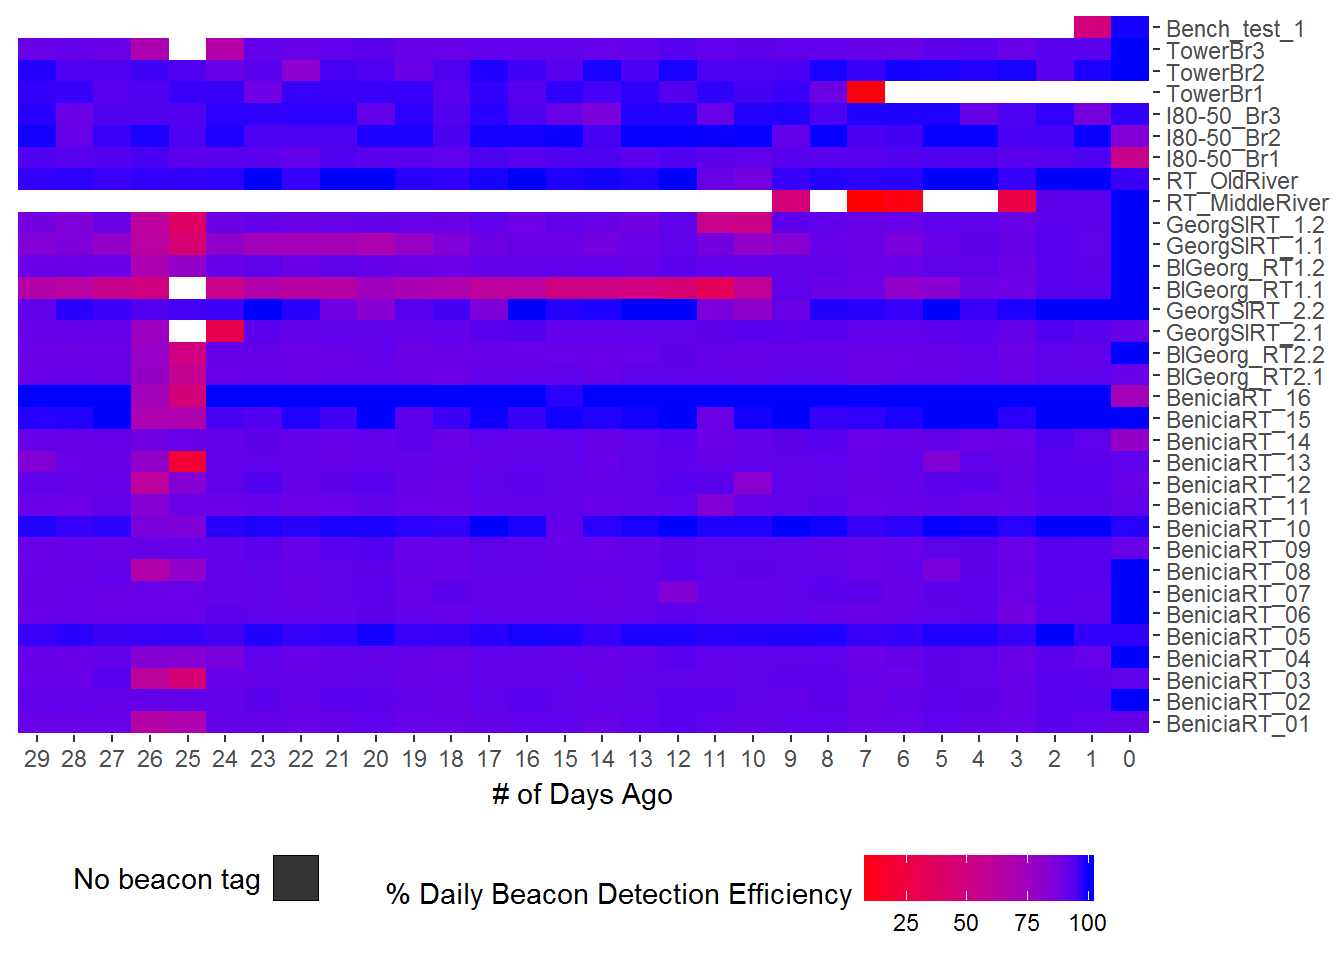 Bench_test_1
TowerBr3
TowerBr2
TowerBr1
I80-50_Br3
I80-50_Br2
I80-50_Br1
RT_OldRiver
RT_MiddleRiver
GeorgSlRT_1.2
GeorgSlRT_1.1
BlGeorg_RT1.2
BlGeorg_RT1.1
GeorgSlRT_2.2
GeorgSlRT_2.1
BlGeorg_RT2.2
BlGeorg_RT2.1
BeniciaRT_16
BeniciaRT_15
BeniciaRT_14
BeniciaRT_13
BeniciaRT_12
BeniciaRT_11
BeniciaRT_10
BeniciaRT_09
BeniciaRT_08
BeniciaRT_07
BeniciaRT_06
BeniciaRT_05
BeniciaRT_04
BeniciaRT_03
BeniciaRT_02
BeniciaRT_01
29 28 27 26 25 24 23 22 21 20 19 18 17 16 15 14 13 12 11 10 9 8 7 6 5 4 3 2 1 0
# of Days Ago
No beacon tag
% Daily Beacon Detection Efficiency
25 50 75 100